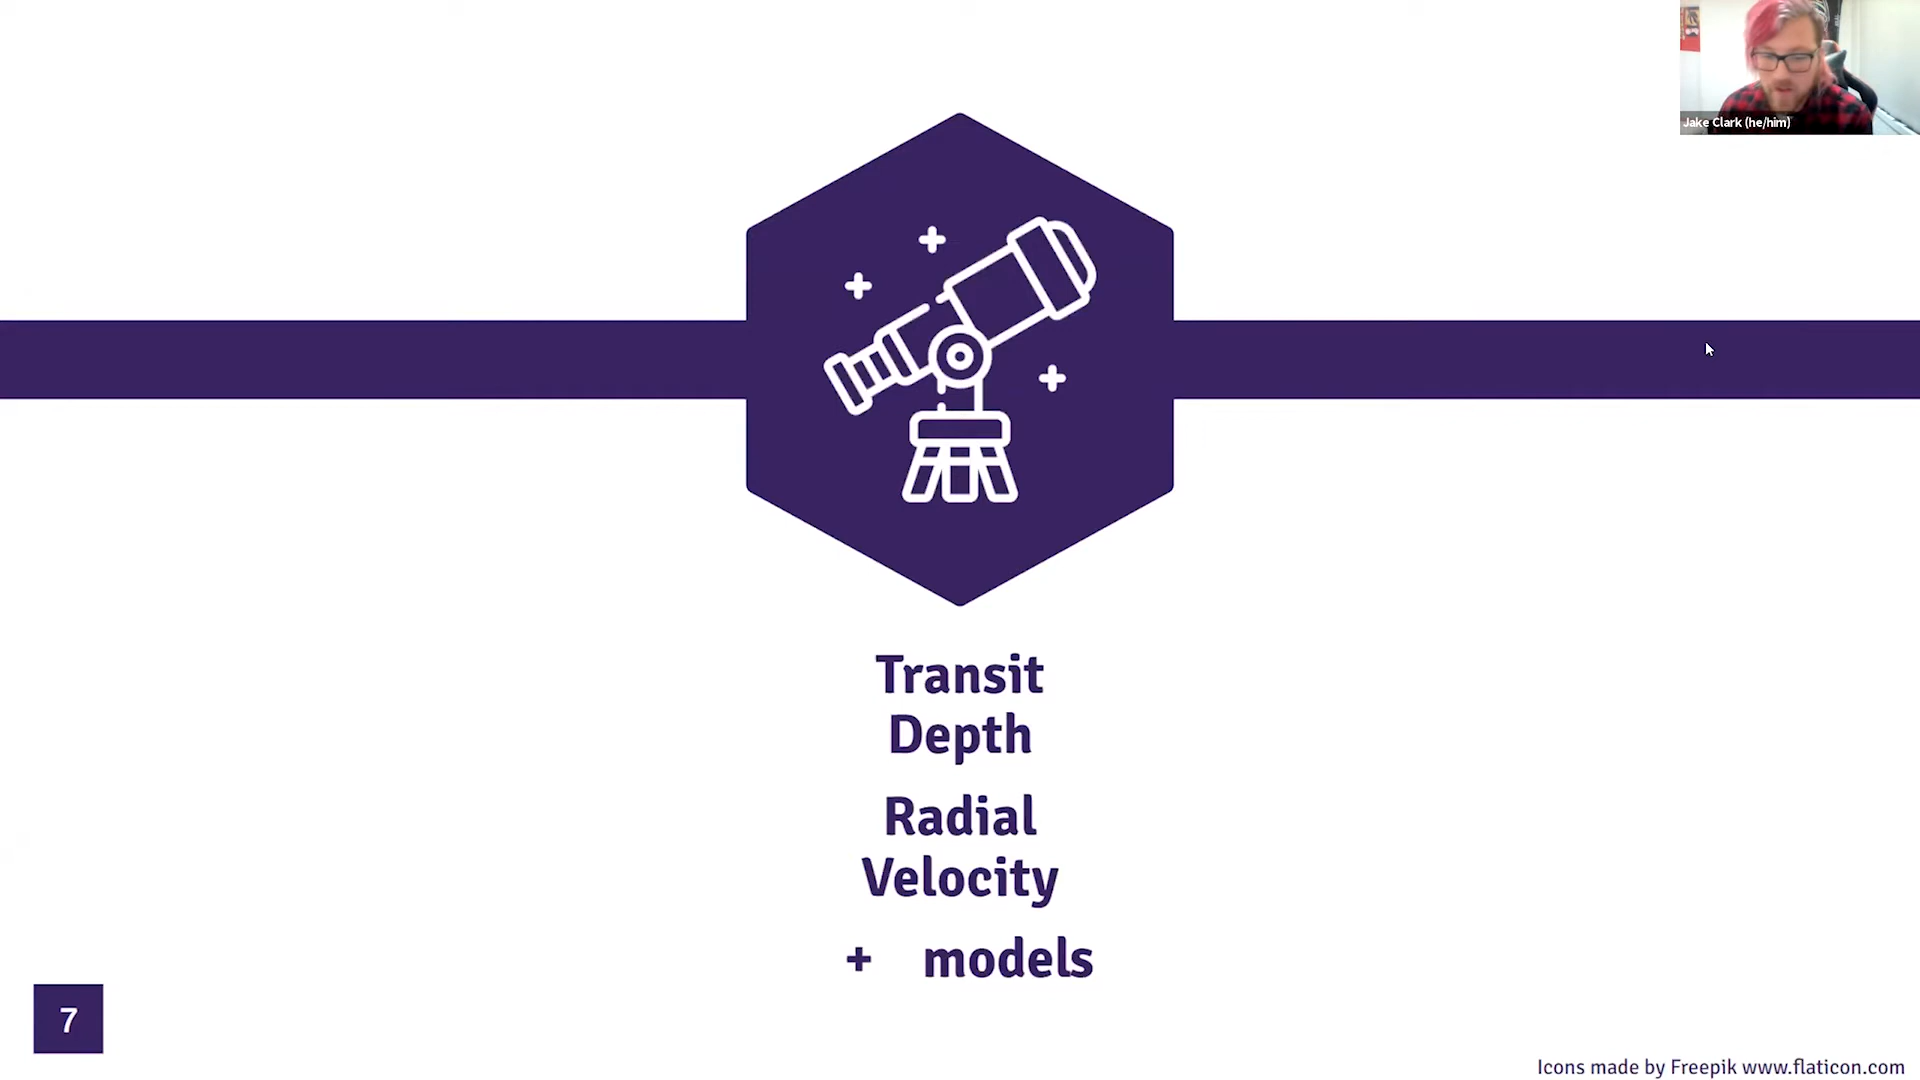 Jake Clark (he/him)
Transit
Depth
Radial
Velocity
+ models
7
Icons made by Freepik www.flaticon.com